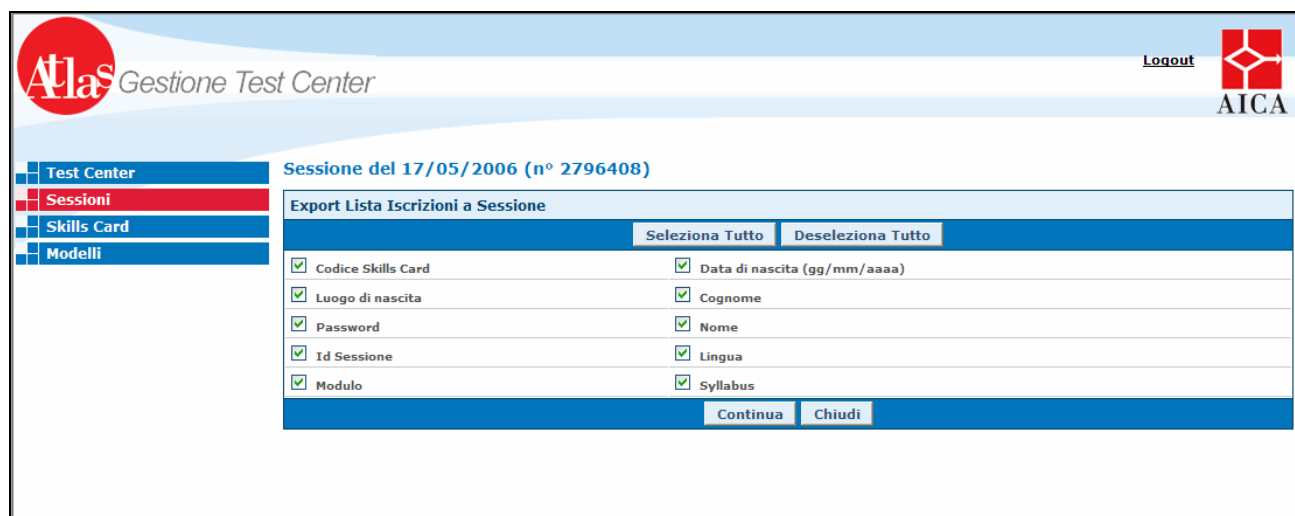 Atlas Gestione Test Center
Logout
AICA
Test Center
Sessioni
Skills Card
Modelli
Sessione del 17/05/2006 (n° 2796408)
Export Lista Iscrizioni a Sessione
Seleziona Tutto Deseleziona Tutto
Codice Skills Card Data di nascita (gg/mm/aaaa)
Luogo di nascita Cognome
Password Nome
Id Sessione Lingua
Modulo Syllabus
Continua Chiudi